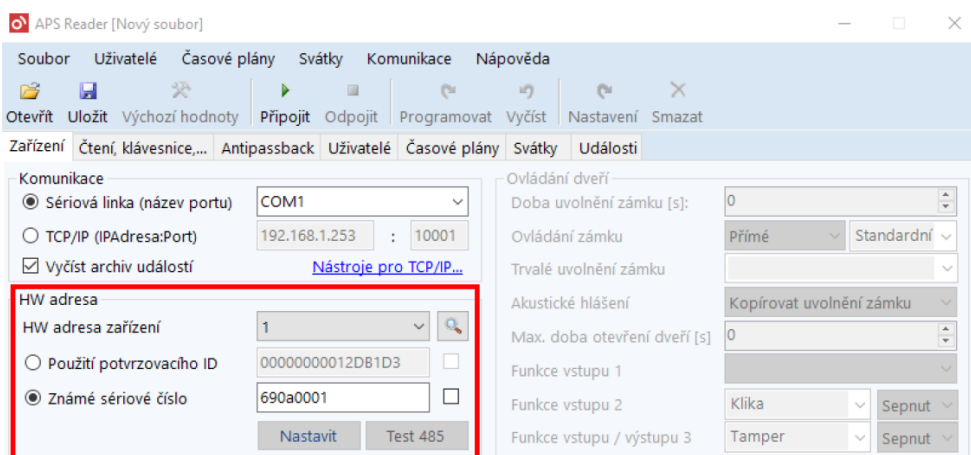 APS Reader [Nový soubor]
Soubor Uživatelé Časové plány Svátky Komunikace Nápověda
Otevřít Uložit Výchozí hodnoty Připojit Odpojit Programovat Vyčíst Nastavení Smazat
Zařízení Čtení, klávesnice,... Antipassback Uživatelé Časové plány Svátky Události
Komunikace
Sériová linka (název portu) COM1
TCP/IP (IPAdresa:Port) 192.168.1.253 : 10001
Vyčíst archiv událostí Nástroje pro TCP/IP...
HW adresa
HW adresa zařízení 1
Použití potvrzovacího ID 00000000012DB1D3
Známé sériové číslo 690a0001
Nastavit Test 485
Ovládání dveří
Doba uvolnění zámku [s]: 0
Ovládání zámku Přímé Standardní
Trvalé uvolnění zámku
Akustické hlášení Kopírovat uvolnění zámku
Max. doba otevření dveří [s] 0
Funkce vstupu 1
Funkce vstupu 2 Klika Sepnut
Funkce vstupu / výstupu 3 Tamper Sepnut